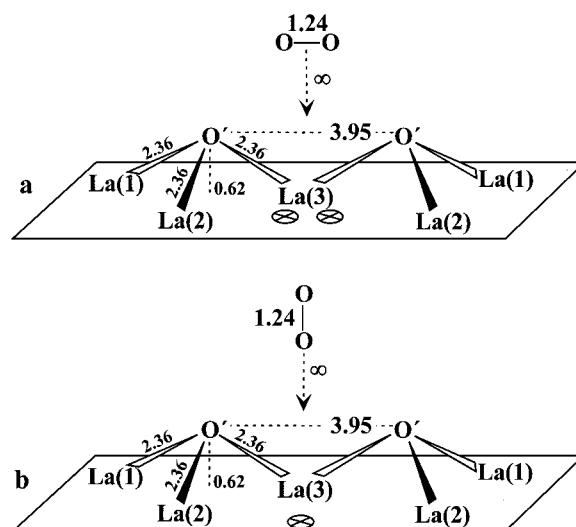 1.24
O—O
∞
O′ 3.95 O′
2.36 2.36
2.36
a La(1) 0.62 La(3) La(1)
La(2) La(2)
O
1.24
O
∞
O′ 3.95 O′
2.36 2.36
2.36
b La(1) 0.62 La(3) La(1)
La(2) La(2)